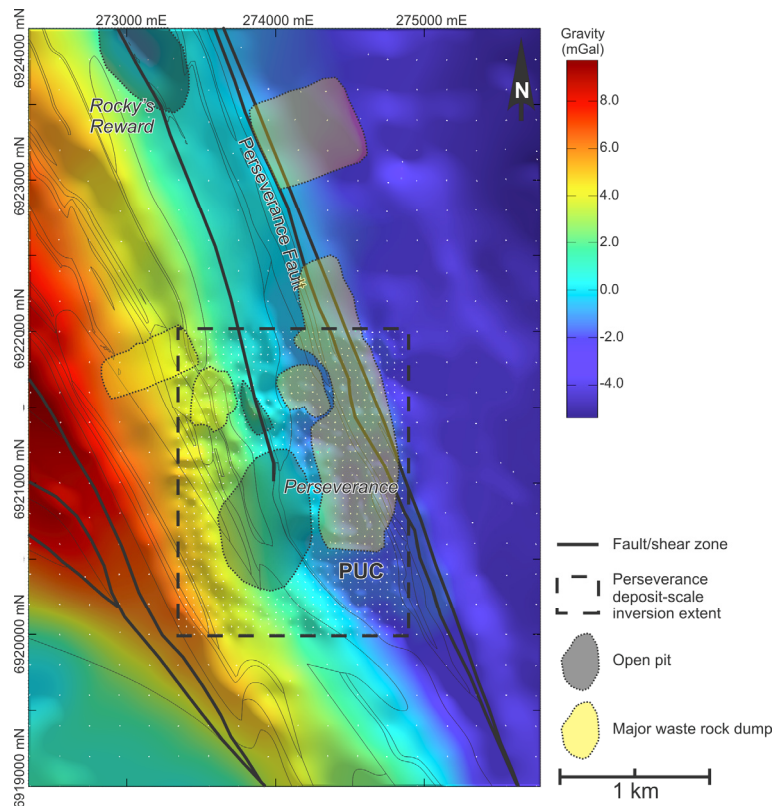 273000 mE
274000 mE
275000 mE
6924000 mN
6923000 mN
6922000 mN
6921000 mN
6920000 mN
6919000 mN
Rocky's
Reward
Perseverance Fault
Perseverance
PUC
N
Gravity
(mGal)
8.0
6.0
4.0
2.0
0.0
-2.0
-4.0
Fault/shear zone
Perseverance
deposit-scale
inversion extent
Open pit
Major waste rock dump
1 km